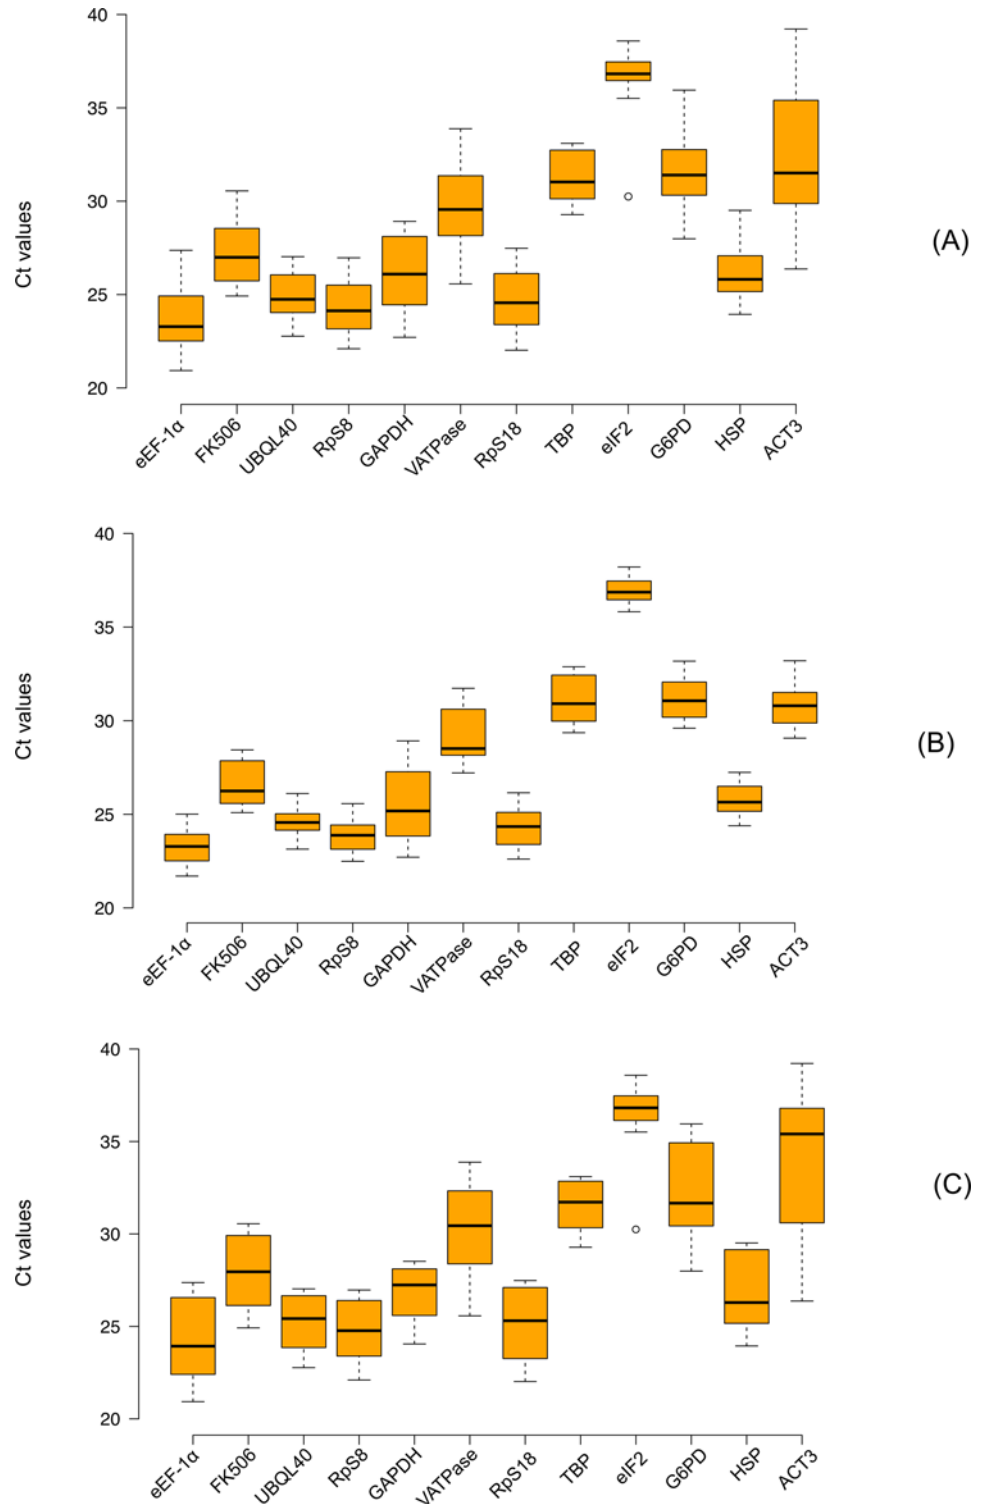 40
35
30
25
20
Ct values
eEF-1α
FK506
UBQL40
RpS8
GAPDH
VATPase
RpS18
TBP
eIF2
G6PD
HSP
ACT3
(A)
40
35
30
25
20
Ct values
eEF-1α
FK506
UBQL40
RpS8
GAPDH
VATPase
RpS18
TBP
eIF2
G6PD
HSP
ACT3
(B)
40
35
30
25
20
Ct values
eEF-1α
FK506
UBQL40
RpS8
GAPDH
VATPase
RpS18
TBP
eIF2
G6PD
HSP
ACT3
(C)